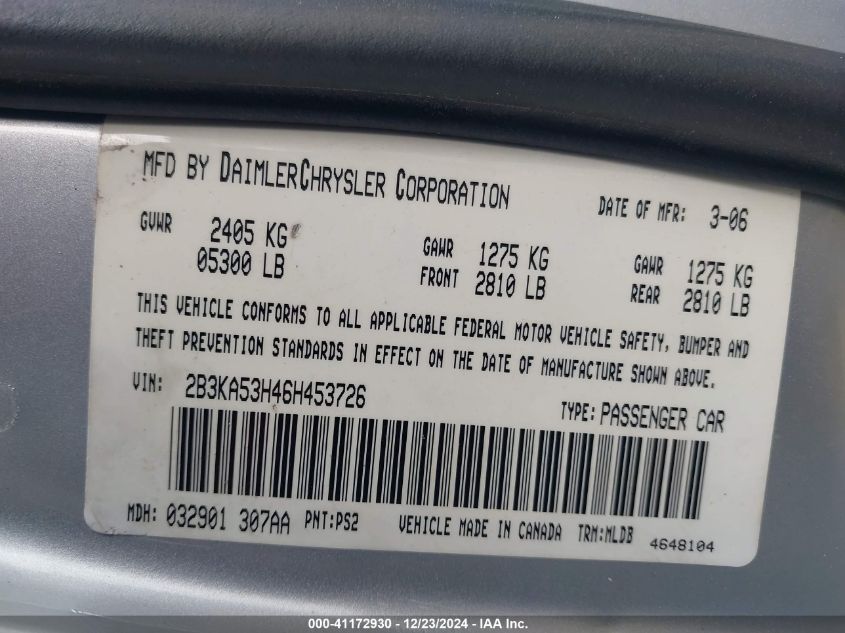 MFD BY DAIMLERCHRYSLER CORPORATION DATE OF MFR: 3-06
GVWR 2405 KG GAWR 1275 KG GAWR 1275 KG
05300 LB FRONT 2810 LB REAR 2810 LB
THIS VEHICLE CONFORMS TO ALL APPLICABLE FEDERAL MOTOR VEHICLE SAFETY, BUMPER AND
THEFT PREVENTION STANDARDS IN EFFECT ON THE DATE OF MANUFACTURE SHOWN ABOVE.
VIN: 2B3KA53H46H453726 TYPE: PASSENGER CAR
MDH: 032901 307AA PNT:PS2 VEHICLE MADE IN CANADA TRM:MLDB 4648104
000-41172930 - 12/23/2024 - IAA Inc.